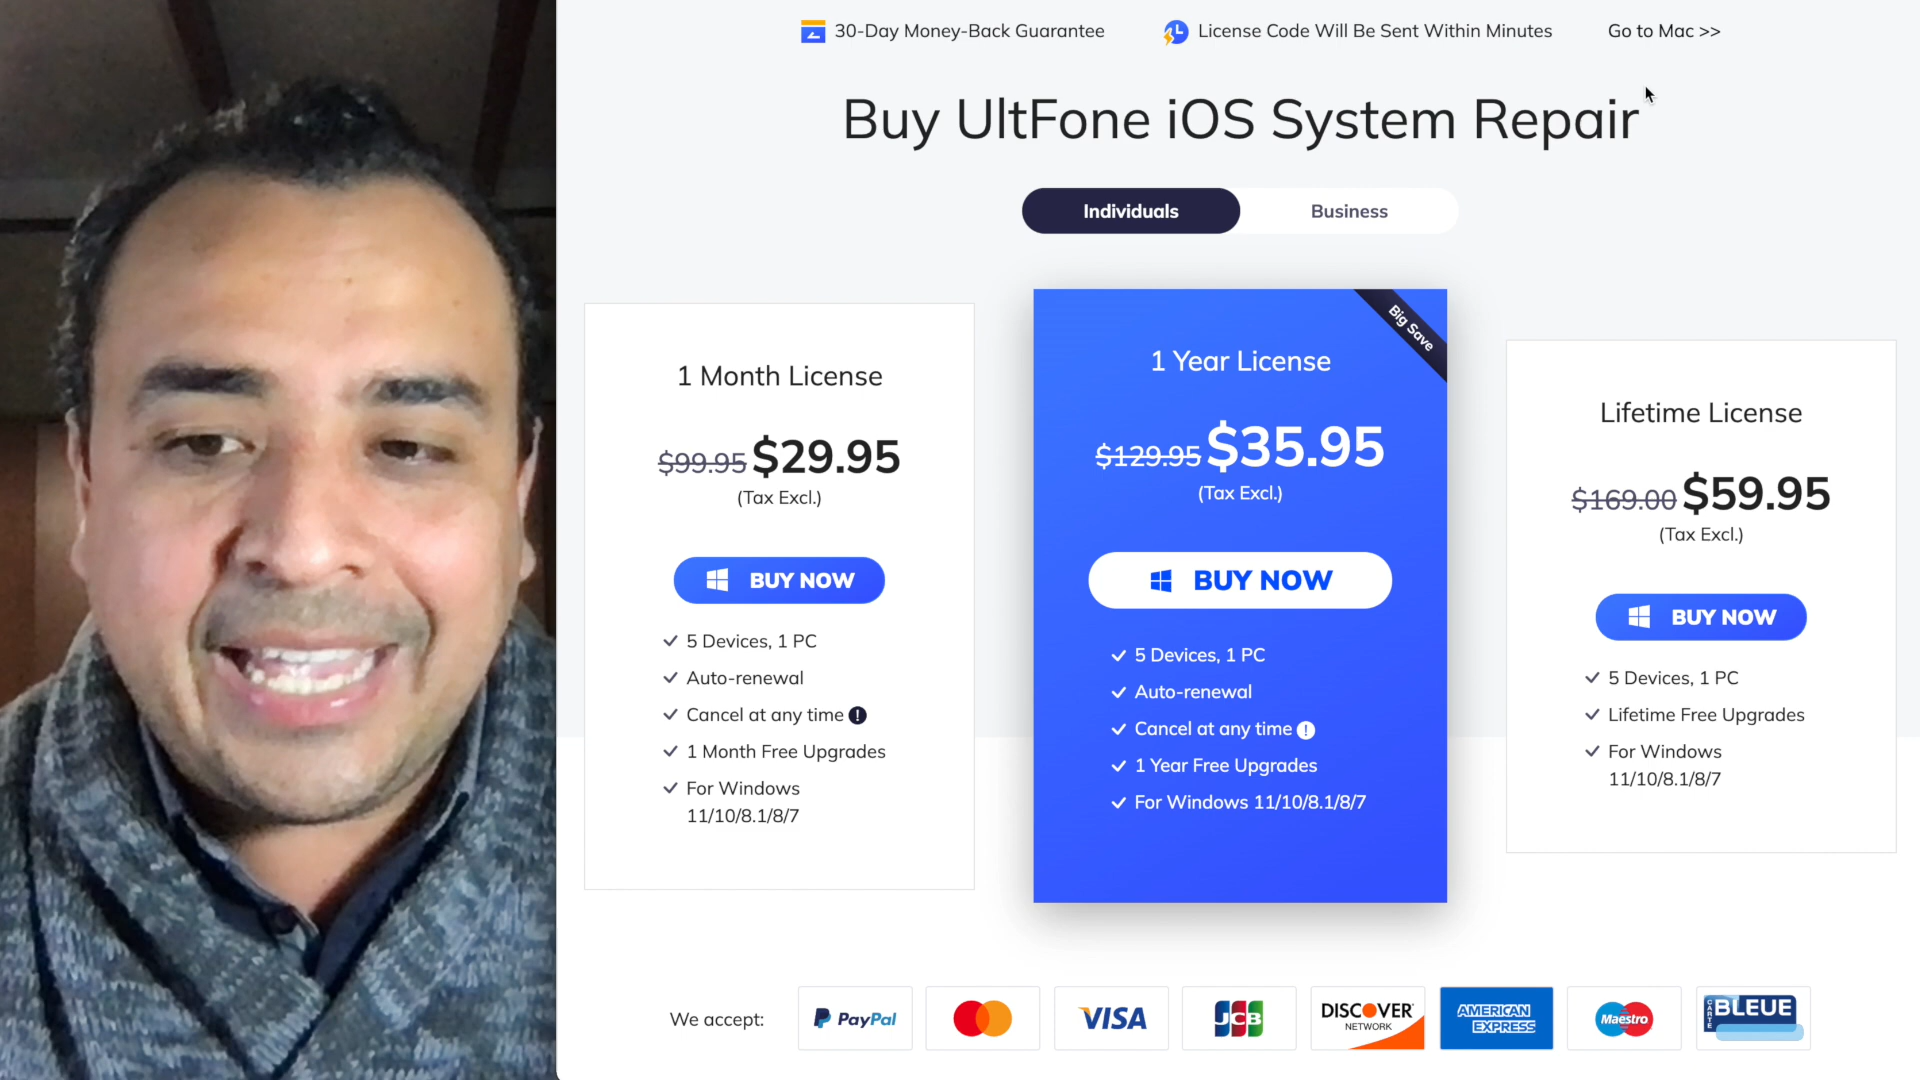 30-Day Money-Back Guarantee
License Code Will Be Sent Within Minutes
Go to Mac >>
Buy UltFone iOS System Repair
Individuals
Business
1 Month License
$99.95 $29.95
(Tax Excl.)
BUY NOW
5 Devices, 1 PC
Auto-renewal
Cancel at any time !
1 Month Free Upgrades
For Windows
11/10/8.1/8/7
Big Save
1 Year License
$129.95 $35.95
(Tax Excl.)
BUY NOW
5 Devices, 1 PC
Auto-renewal
Cancel at any time !
1 Year Free Upgrades
For Windows 11/10/8.1/8/7
Lifetime License
$169.00 $59.95
(Tax Excl.)
BUY NOW
5 Devices, 1 PC
Lifetime Free Upgrades
For Windows
11/10/8.1/8/7
We accept:
PayPal
VISA
JCB
DISCOVER
NETWORK
AMERICAN
EXPRESS
Maestro
CARTE
BLEUE